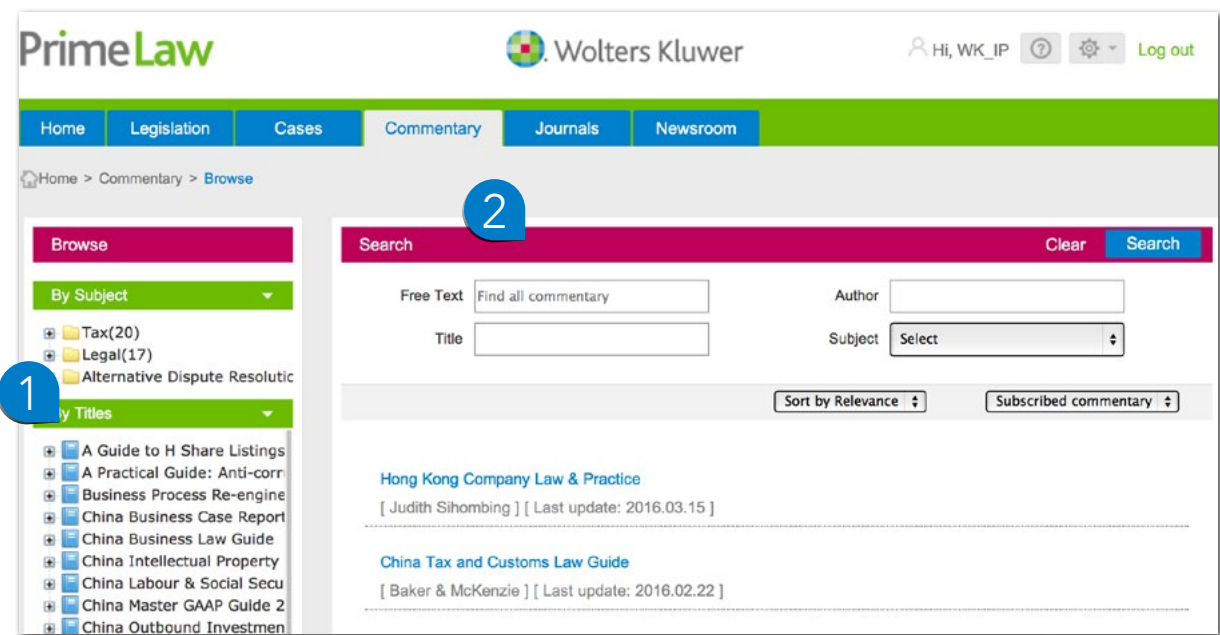 PrimeLaw
Wolters Kluwer
Hi, WK_IP
Log out
Home
Legislation
Cases
Commentary
Journals
Newsroom
Home > Commentary > Browse
2
Browse
Search
Clear
Search
By Subject
Free Text
Find all commentary
Author
Tax(20)
Title
Subject
Select
Legal(17)
Alternative Dispute Resolutic
1
y Titles
Sort by Relevance
Subscribed commentary
A Guide to H Share Listings
A Practical Guide: Anti-corr
Business Process Re-engine
China Business Case Report
China Business Law Guide
China Intellectual Property
China Labour & Social Secu
China Master GAAP Guide 2
China Outbound Investmen
Hong Kong Company Law & Practice
[ Judith Sihombing ] [ Last update: 2016.03.15 ]
China Tax and Customs Law Guide
[ Baker & McKenzie ] [ Last update: 2016.02.22 ]